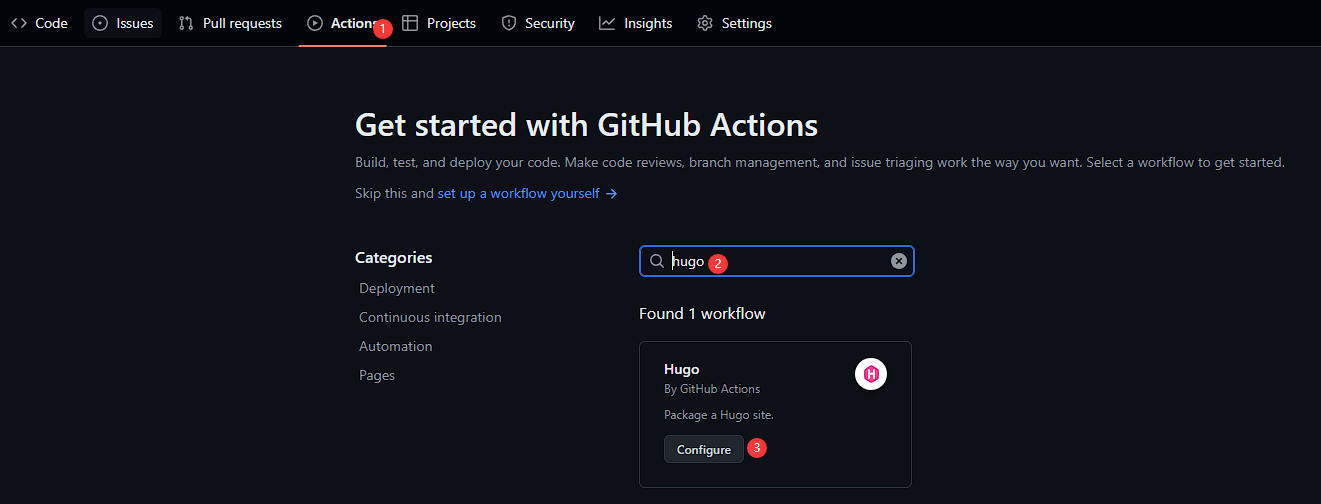 Code Issues Pull requests Actions 1 Projects Security Insights Settings
Get started with GitHub Actions
Build, test, and deploy your code. Make code reviews, branch management, and issue triaging work the way you want. Select a workflow to get started.
Skip this and set up a workflow yourself →
Categories
Deployment
Continuous integration
Automation
Pages
hugo 2
Found 1 workflow
Hugo
H
By GitHub Actions
Package a Hugo site.
Configure 3